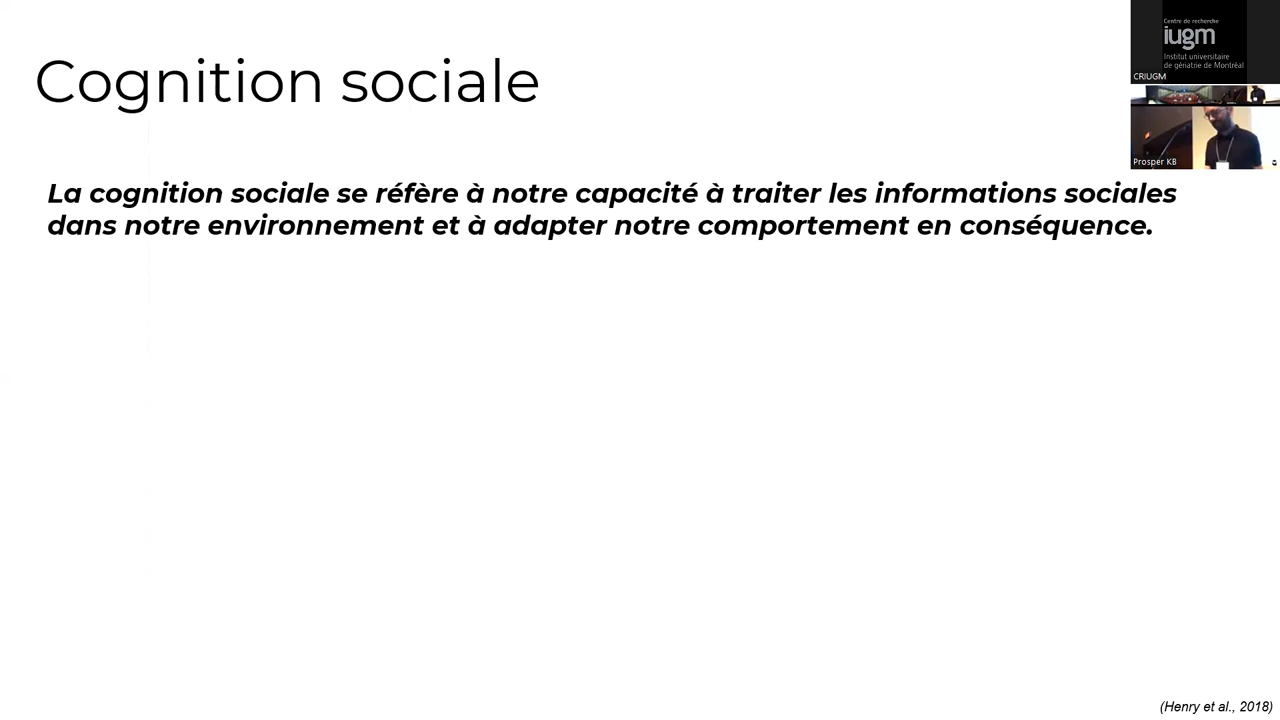 Cognition sociale
La cognition sociale se réfère à notre capacité à traiter les informations sociales
dans notre environnement et à adapter notre comportement en conséquence.
(Henry et al., 2018)
Centre de recherche
iugm
Institut universitaire
de gériatrie de Montréal
CRIUGM
Prosper KB